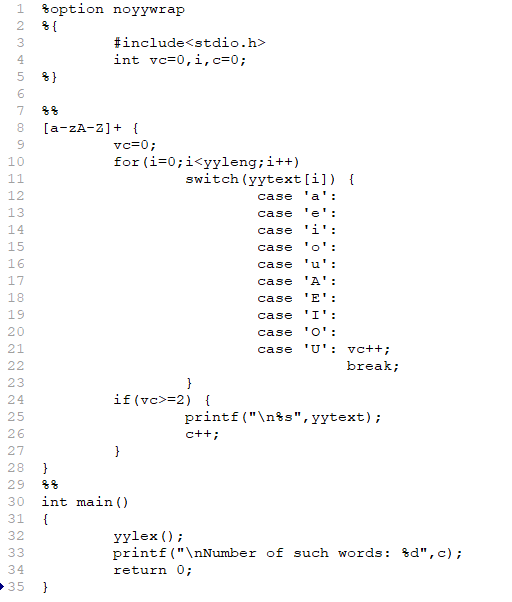 1 %option noyywrap
2 %{
3 #include<stdio.h>
4 int vc=0,i,c=0;
5 %}
6
7 %%
8 [a-zA-Z]+ {
9 vc=0;
10 for(i=0;i<yyleng;i++)
11 switch(yytext[i]) {
12 case 'a':
13 case 'e':
14 case 'i':
15 case 'o':
16 case 'u':
17 case 'A':
18 case 'E':
19 case 'I':
20 case 'O':
21 case 'U': vc++;
22 break;
23 }
24 if(vc>=2) {
25 printf("\n%s",yytext);
26 c++;
27 }
28 }
29 %%
30 int main()
31 {
32 yylex();
33 printf("\nNumber of such words: %d",c);
34 return 0;
35 }